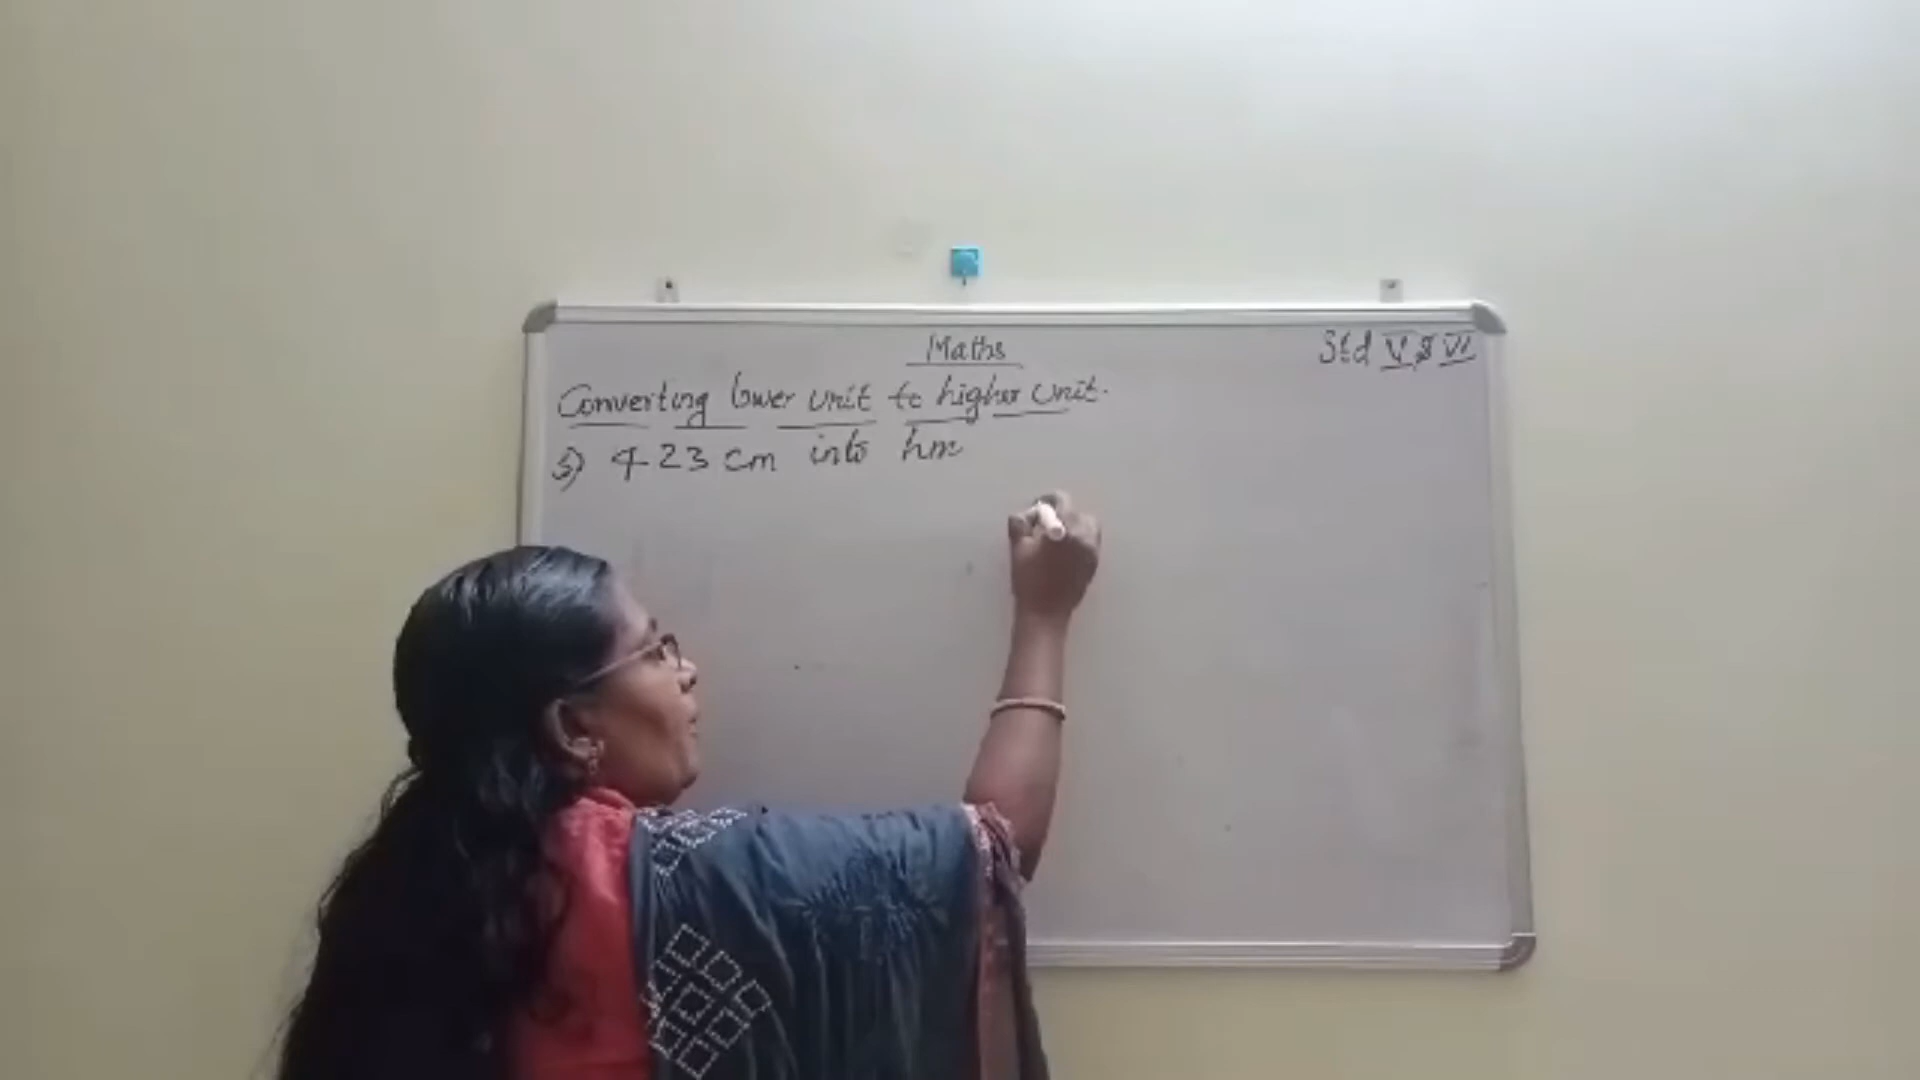 Maths
Std V & VI
Converting lower unit to higher unit.
5) 423 cm into hm